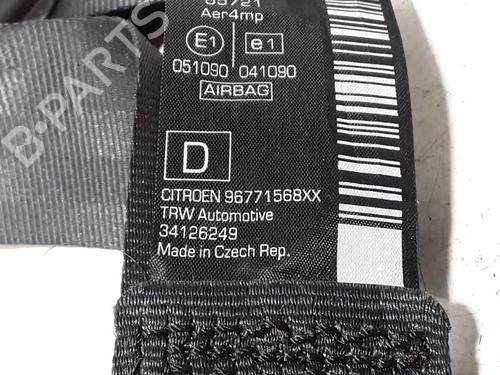 Aer4mp
E1 e1
051090 041090
AIRBAG
D
CITROEN 96771568XX
TRW Automotive
34126249
Made in Czech Rep.
B-PARTS